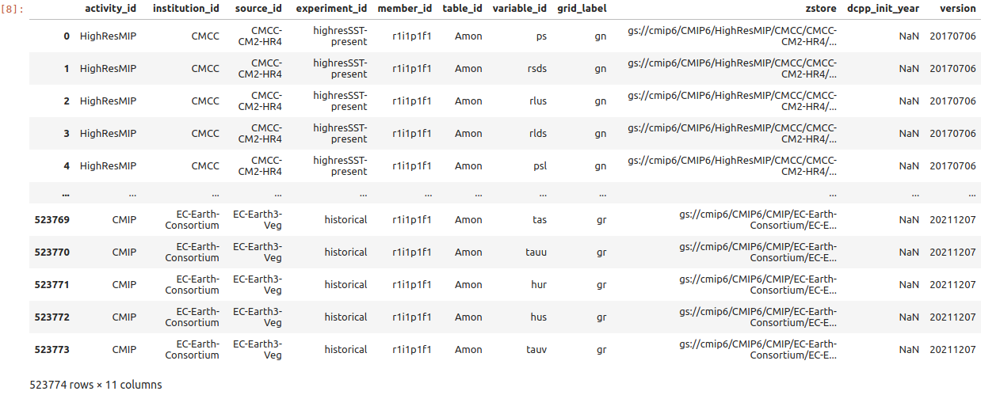 [8]:
activity_id institution_id source_id experiment_id member_id table_id variable_id grid_label zstore dcpp_init_year version
0 HighResMIP CMCC CMCC-CM2-HR4 highresSST-present r1i1p1f1 Amon ps gn gs://cmip6/CMIP6/HighResMIP/CMCC/CMCC-CM2-HR4/... NaN 20170706
1 HighResMIP CMCC CMCC-CM2-HR4 highresSST-present r1i1p1f1 Amon rsds gn gs://cmip6/CMIP6/HighResMIP/CMCC/CMCC-CM2-HR4/... NaN 20170706
2 HighResMIP CMCC CMCC-CM2-HR4 highresSST-present r1i1p1f1 Amon rlus gn gs://cmip6/CMIP6/HighResMIP/CMCC/CMCC-CM2-HR4/... NaN 20170706
3 HighResMIP CMCC CMCC-CM2-HR4 highresSST-present r1i1p1f1 Amon rlds gn gs://cmip6/CMIP6/HighResMIP/CMCC/CMCC-CM2-HR4/... NaN 20170706
4 HighResMIP CMCC CMCC-CM2-HR4 highresSST-present r1i1p1f1 Amon psl gn gs://cmip6/CMIP6/HighResMIP/CMCC/CMCC-CM2-HR4/... NaN 20170706
... ... ... ... ... ... ... ... ... ... ... ...
523769 CMIP EC-Earth-Consortium EC-Earth3-Veg historical r1i1p1f1 Amon tas gr gs://cmip6/CMIP6/CMIP/EC-Earth-Consortium/EC-E... NaN 20211207
523770 CMIP EC-Earth-Consortium EC-Earth3-Veg historical r1i1p1f1 Amon tauu gr gs://cmip6/CMIP6/CMIP/EC-Earth-Consortium/EC-E... NaN 20211207
523771 CMIP EC-Earth-Consortium EC-Earth3-Veg historical r1i1p1f1 Amon hur gr gs://cmip6/CMIP6/CMIP/EC-Earth-Consortium/EC-E... NaN 20211207
523772 CMIP EC-Earth-Consortium EC-Earth3-Veg historical r1i1p1f1 Amon hus gr gs://cmip6/CMIP6/CMIP/EC-Earth-Consortium/EC-E... NaN 20211207
523773 CMIP EC-Earth-Consortium EC-Earth3-Veg historical r1i1p1f1 Amon tauv gr gs://cmip6/CMIP6/CMIP/EC-Earth-Consortium/EC-E... NaN 20211207
523774 rows × 11 columns